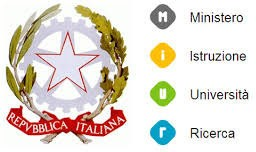 M Ministero
i Istruzione
U Università
r Ricerca
REPVBBLICA ITALIANA